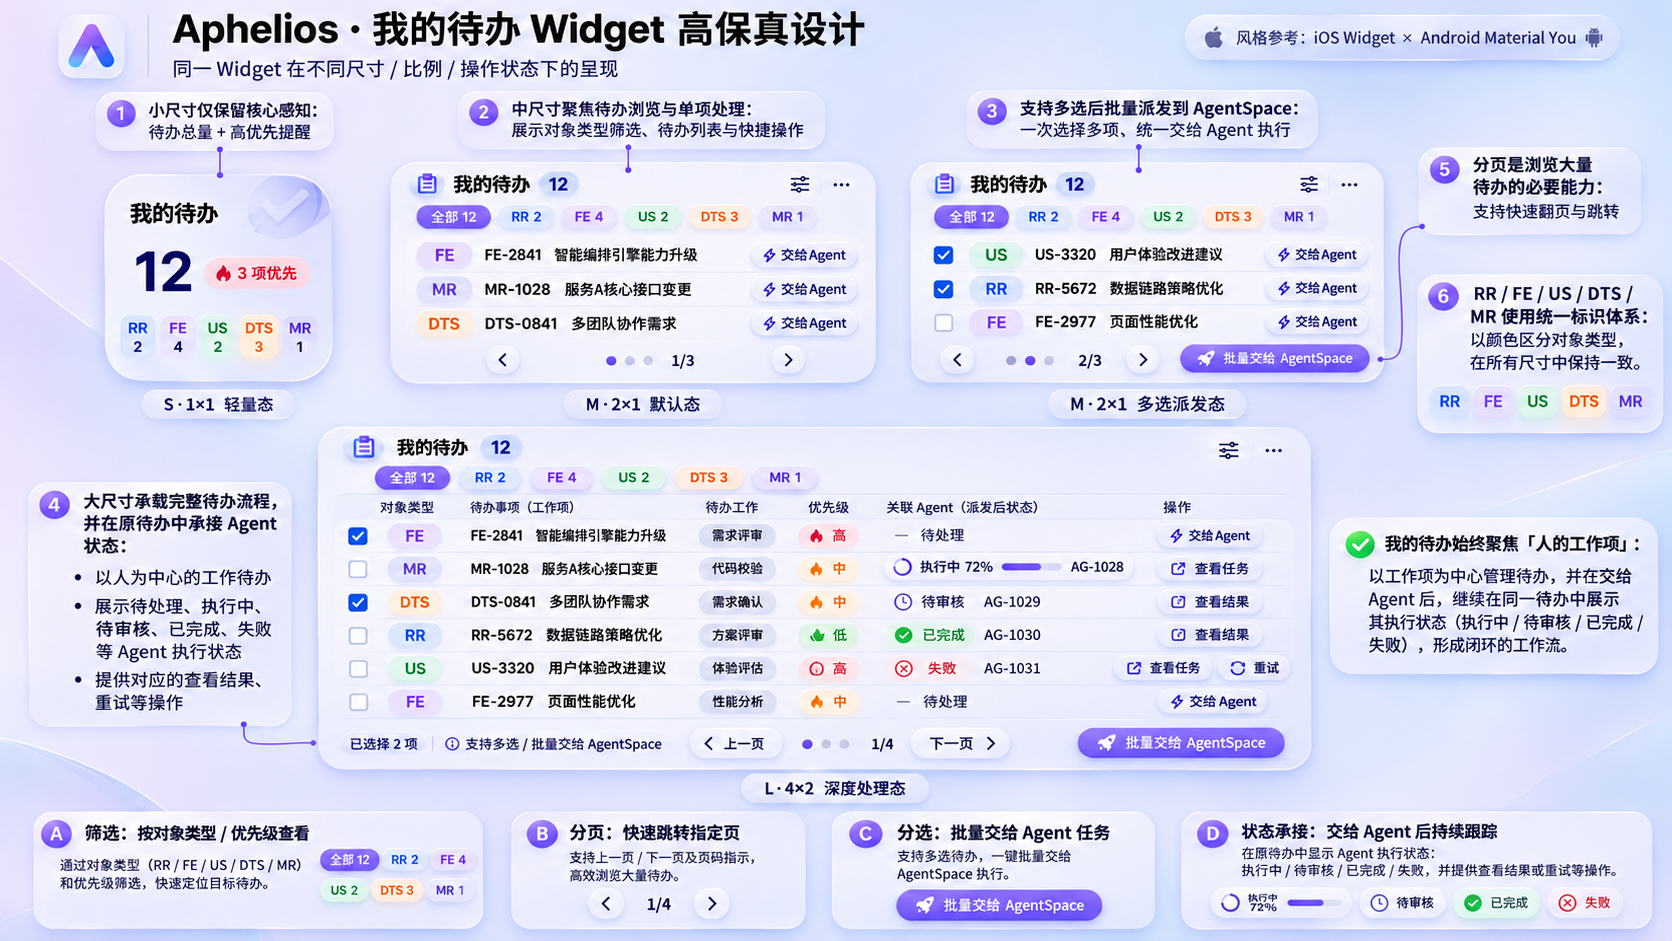 Aphelios · 我的待办 Widget 高保真设计
同一 Widget 在不同尺寸 / 比例 / 操作状态下的呈现
风格参考：iOS Widget × Android Material You
1 小尺寸仅保留核心感知：
待办总量 + 高优先提醒
2 中尺寸聚焦待办浏览与单项处理：
展示对象类型筛选、待办列表与快捷操作
3 支持多选后批量派发到 AgentSpace：
一次选择多项、统一交给 Agent 执行
我的待办
12 3 项优先
RR 2 FE 4 US 2 DTS 3 MR 1
S · 1×1 轻量态
我的待办 12 ···
全部 12 RR 2 FE 4 US 2 DTS 3 MR 1
FE FE-2841 智能编排引擎能力升级 交给Agent
MR MR-1028 服务A核心接口变更 交给Agent
DTS DTS-0841 多团队协作需求 交给Agent
1/3
M · 2×1 默认态
我的待办 12 ···
全部 12 RR 2 FE 4 US 2 DTS 3 MR 1
US US-3320 用户体验改进建议 交给Agent
RR RR-5672 数据链路策略优化 交给Agent
FE FE-2977 页面性能优化 交给Agent
2/3 批量交给 AgentSpace
M · 2×1 多选派发态
5 分页是浏览大量
待办的必要能力：
支持快速翻页与跳转
6 RR / FE / US / DTS /
MR 使用统一标识体系：
以颜色区分对象类型，
在所有尺寸中保持一致。
RR FE US DTS MR
4 大尺寸承载完整待办流程，
并在原待办中承接 Agent
状态：
• 以人为中心的工作待办
• 展示待处理、执行中、
待审核、已完成、失败
等 Agent 执行状态
• 提供对应的查看结果、
重试等操作
我的待办 12 ···
全部 12 RR 2 FE 4 US 2 DTS 3 MR 1
对象类型 待办事项（工作项） 待办工作 优先级 关联 Agent（派发后状态） 操作
FE FE-2841 智能编排引擎能力升级 需求评审 高 — 待处理 交给Agent
MR MR-1028 服务A核心接口变更 代码校验 中 执行中 72% AG-1028 查看任务
DTS DTS-0841 多团队协作需求 需求确认 中 待审核 AG-1029 查看结果
RR RR-5672 数据链路策略优化 方案评审 低 已完成 AG-1030 查看结果
US US-3320 用户体验改进建议 体验评估 高 失败 AG-1031 查看任务 重试
FE FE-2977 页面性能优化 性能分析 中 — 待处理 交给 Agent
已选择 2 项 支持多选 / 批量交给 AgentSpace 上一页 1/4 下一页 批量交给 AgentSpace
L · 4×2 深度处理态
我的待办始终聚焦「人的工作项」：
以工作项为中心管理待办，并在交给
Agent 后，继续在同一待办中展示
其执行状态（执行中 / 待审核 / 已完成 /
失败），形成闭环的工作流。
A 筛选：按对象类型 / 优先级查看
通过对象类型（RR / FE / US / DTS / MR）
和优先级筛选，快速定位目标待办。
全部 12 RR 2 FE 4
US 2 DTS 3 MR 1
B 分页：快速跳转指定页
支持上一页 / 下一页及页码指示，
高效浏览大量待办。
1/4
C 分选：批量交给 Agent 任务
支持多选待办，一键批量交给
AgentSpace 执行。
批量交给 AgentSpace
D 状态承接：交给 Agent 后持续跟踪
在原待办中显示 Agent 执行状态：
执行中 / 待审核 / 已完成 / 失败，并提供查看结果或重试等操作。
执行中 72% 待审核 已完成 失败